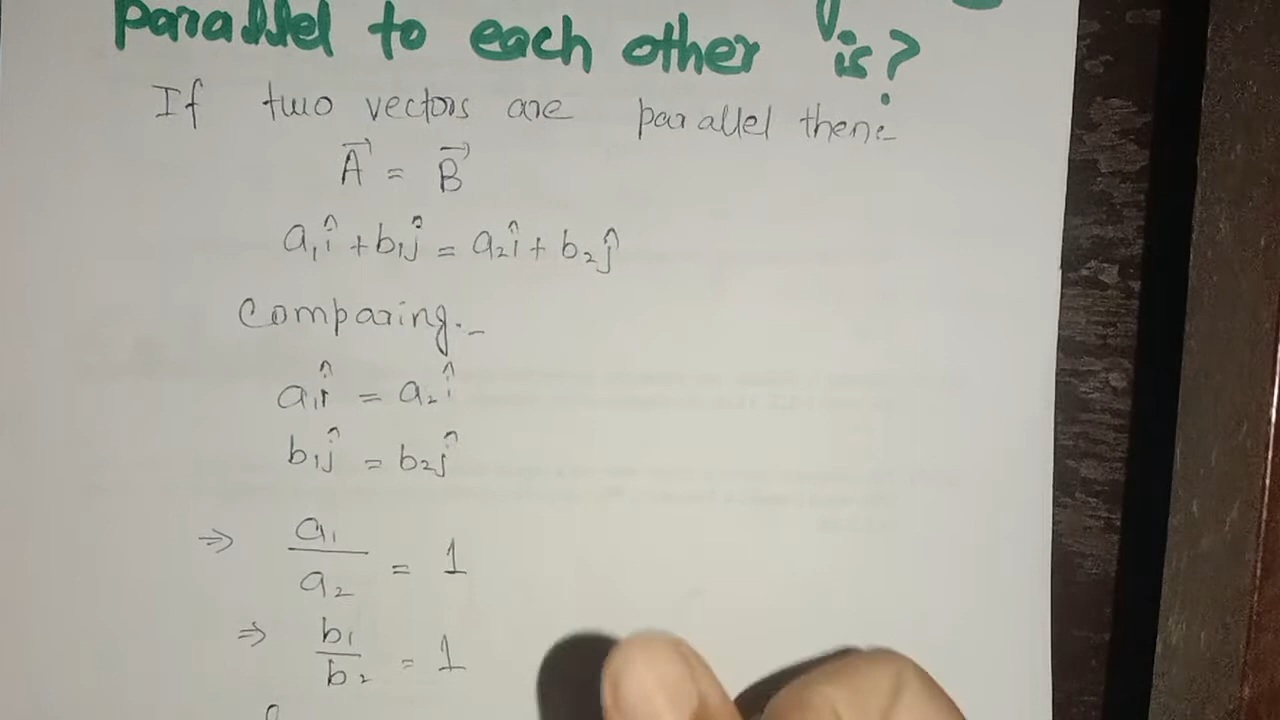 parallel to each other is?
If two vectors are parallel then:-
A⃗ = B⃗
a₁î + b₁ĵ = a₂î + b₂ĵ
Comparing:-
a₁î = a₂î
b₁ĵ = b₂ĵ
⇒ a₁/a₂ = 1
⇒ b₁/b₂ = 1